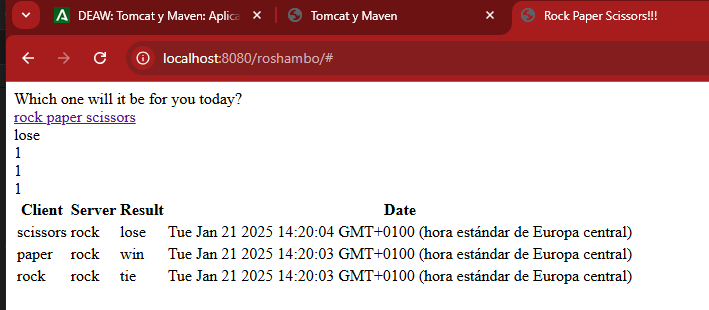 DEAW: Tomcat y Maven: Aplica
Tomcat y Maven
Rock Paper Scissors!!!
localhost:8080/roshambo/#
Which one will it be for you today?
rock paper scissors
lose
1
1
1
Client Server Result Date
scissors rock lose Tue Jan 21 2025 14:20:04 GMT+0100 (hora estándar de Europa central)
paper rock win Tue Jan 21 2025 14:20:03 GMT+0100 (hora estándar de Europa central)
rock rock tie Tue Jan 21 2025 14:20:03 GMT+0100 (hora estándar de Europa central)